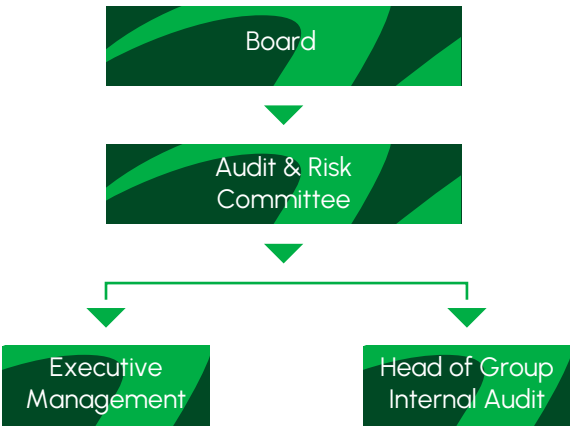 Board
Audit & Risk
Committee
Executive
Management
Head of Group
Internal Audit